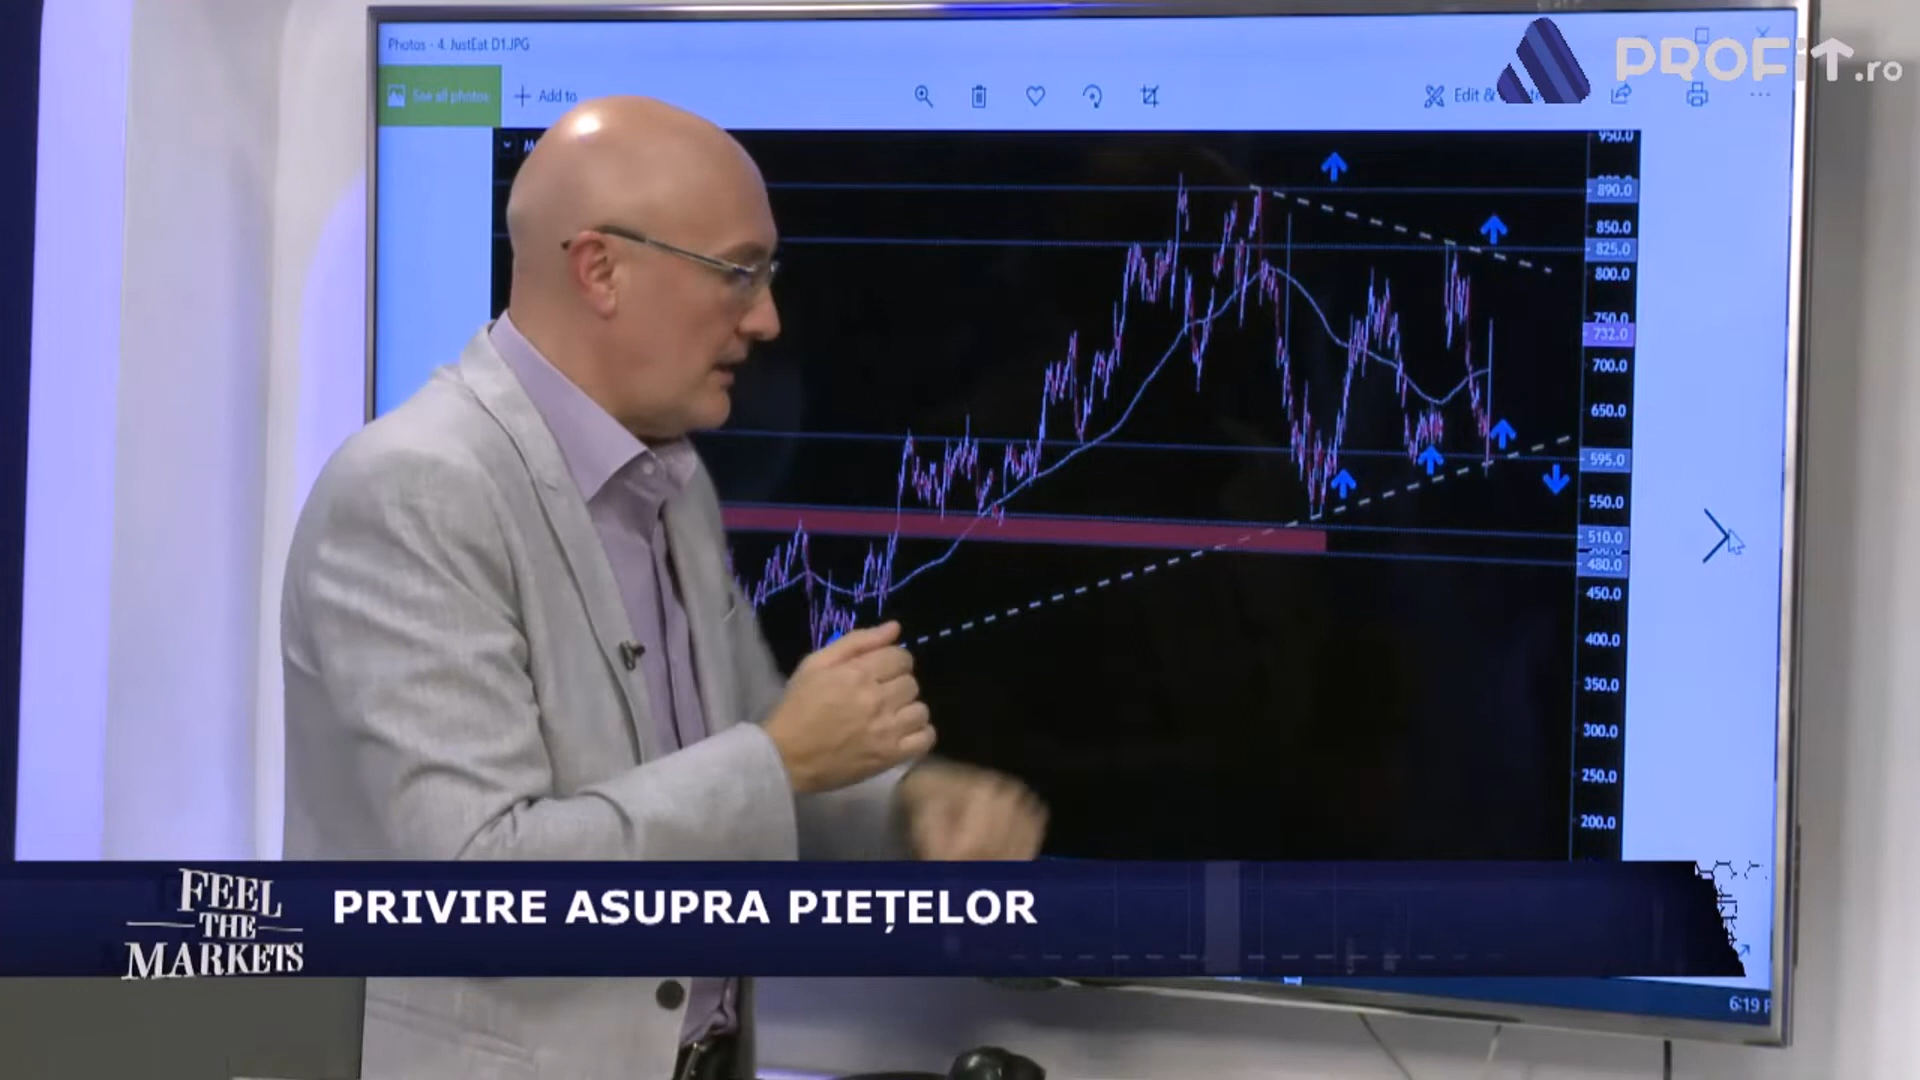 Photos - 4. JustEat D1.JPG
PROFIT.ro
See all photos
Add to
Edit &
950.0
890.0
850.0
825.0
800.0
750.0
732.0
700.0
650.0
595.0
550.0
510.0
480.0
450.0
400.0
350.0
300.0
250.0
200.0
FEEL
THE
MARKETS
PRIVIRE ASUPRA PIEȚELOR
6:19